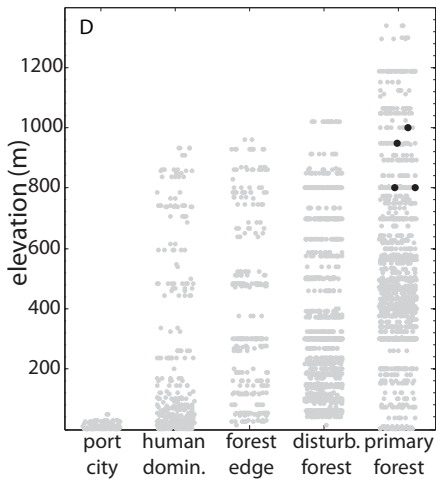 D
1200
1000
800
600
400
200
elevation (m)
port city
human domin.
forest edge
disturb. forest
primary forest